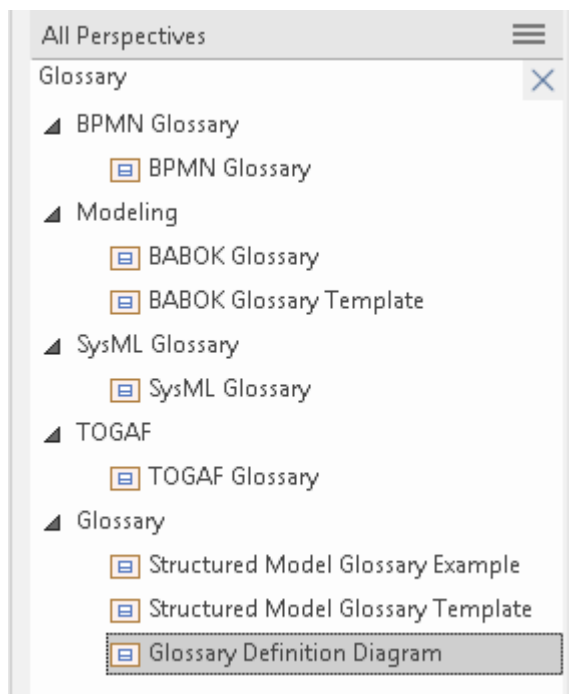 All Perspectives
Glossary
BPMN Glossary
BPMN Glossary
Modeling
BABOK Glossary
BABOK Glossary Template
SysML Glossary
SysML Glossary
TOGAF
TOGAF Glossary
Glossary
Structured Model Glossary Example
Structured Model Glossary Template
Glossary Definition Diagram